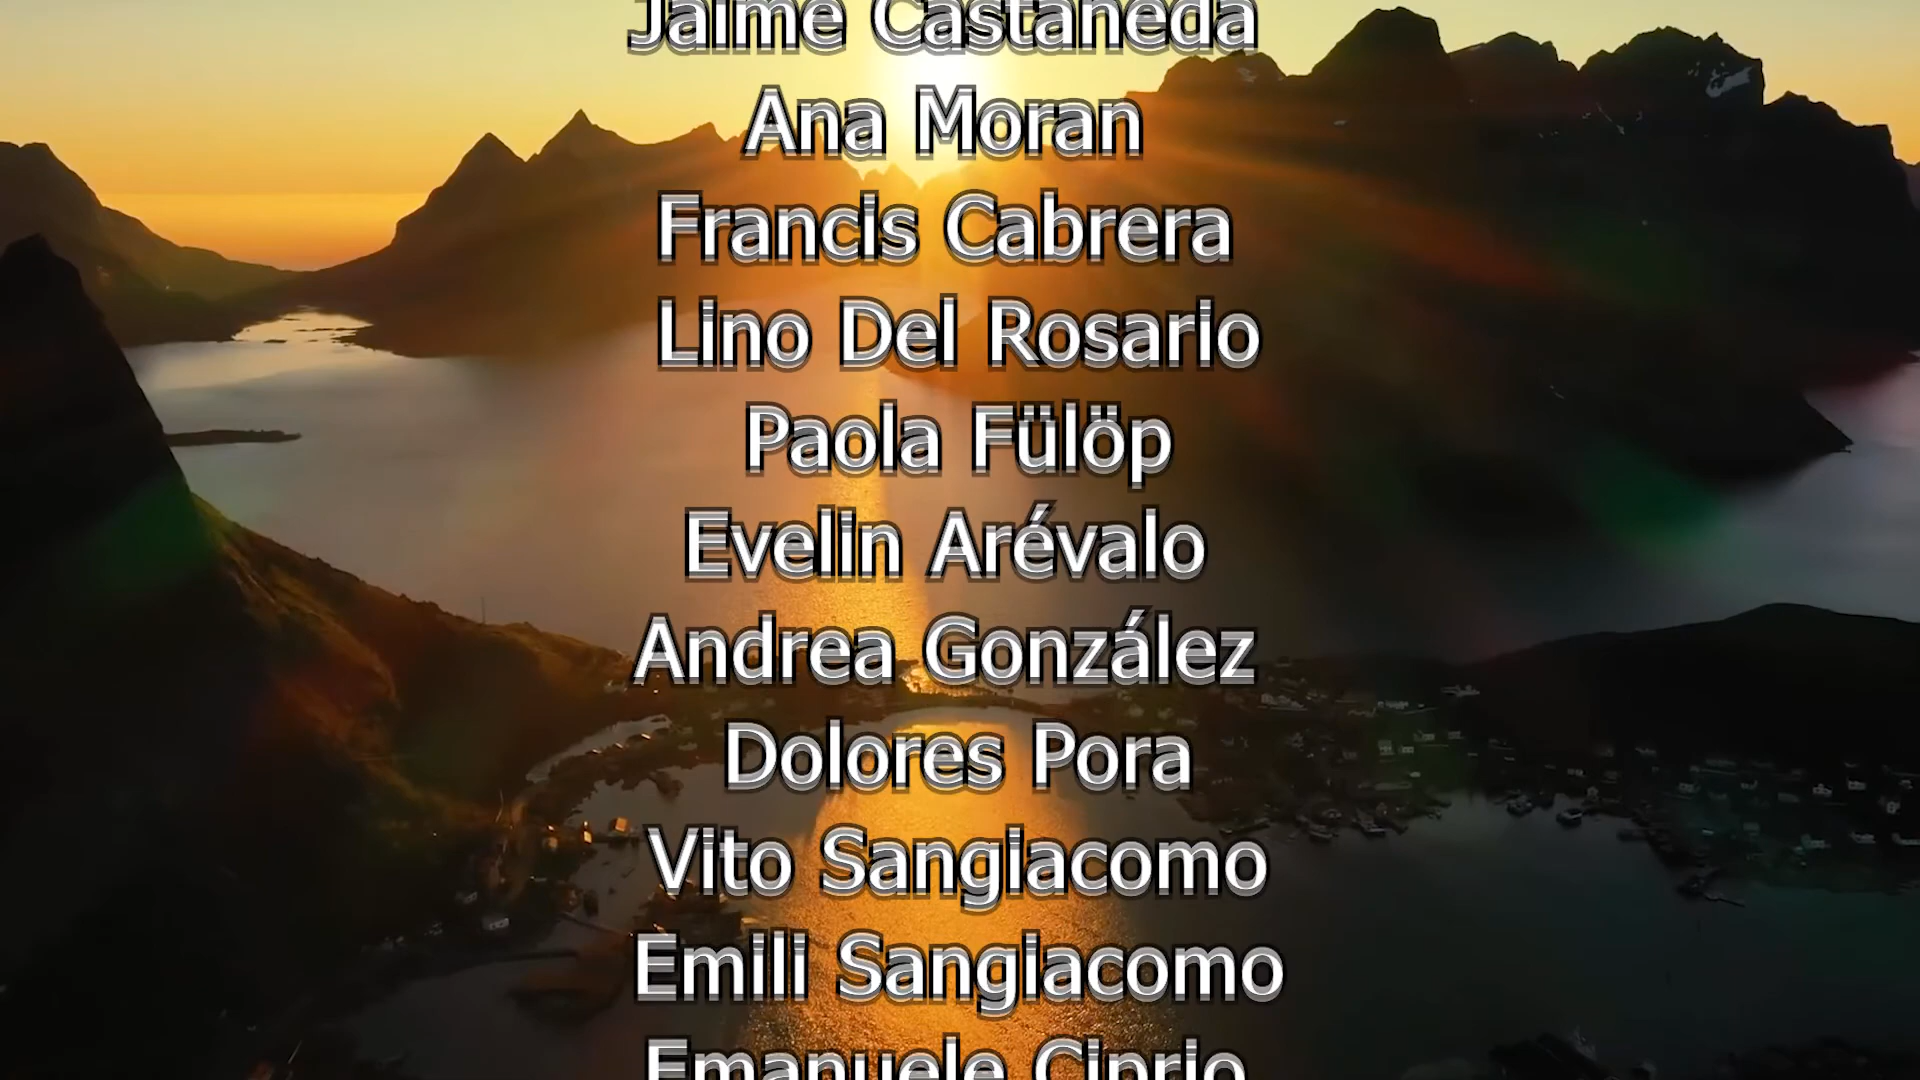 Jaime Castañeda
Ana Moran
Francis Cabrera
Lino Del Rosario
Paola Fülöp
Evelin Arévalo
Andrea González
Dolores Pora
Vito Sangiacomo
Emili Sangiacomo
Emanuele Ciprio